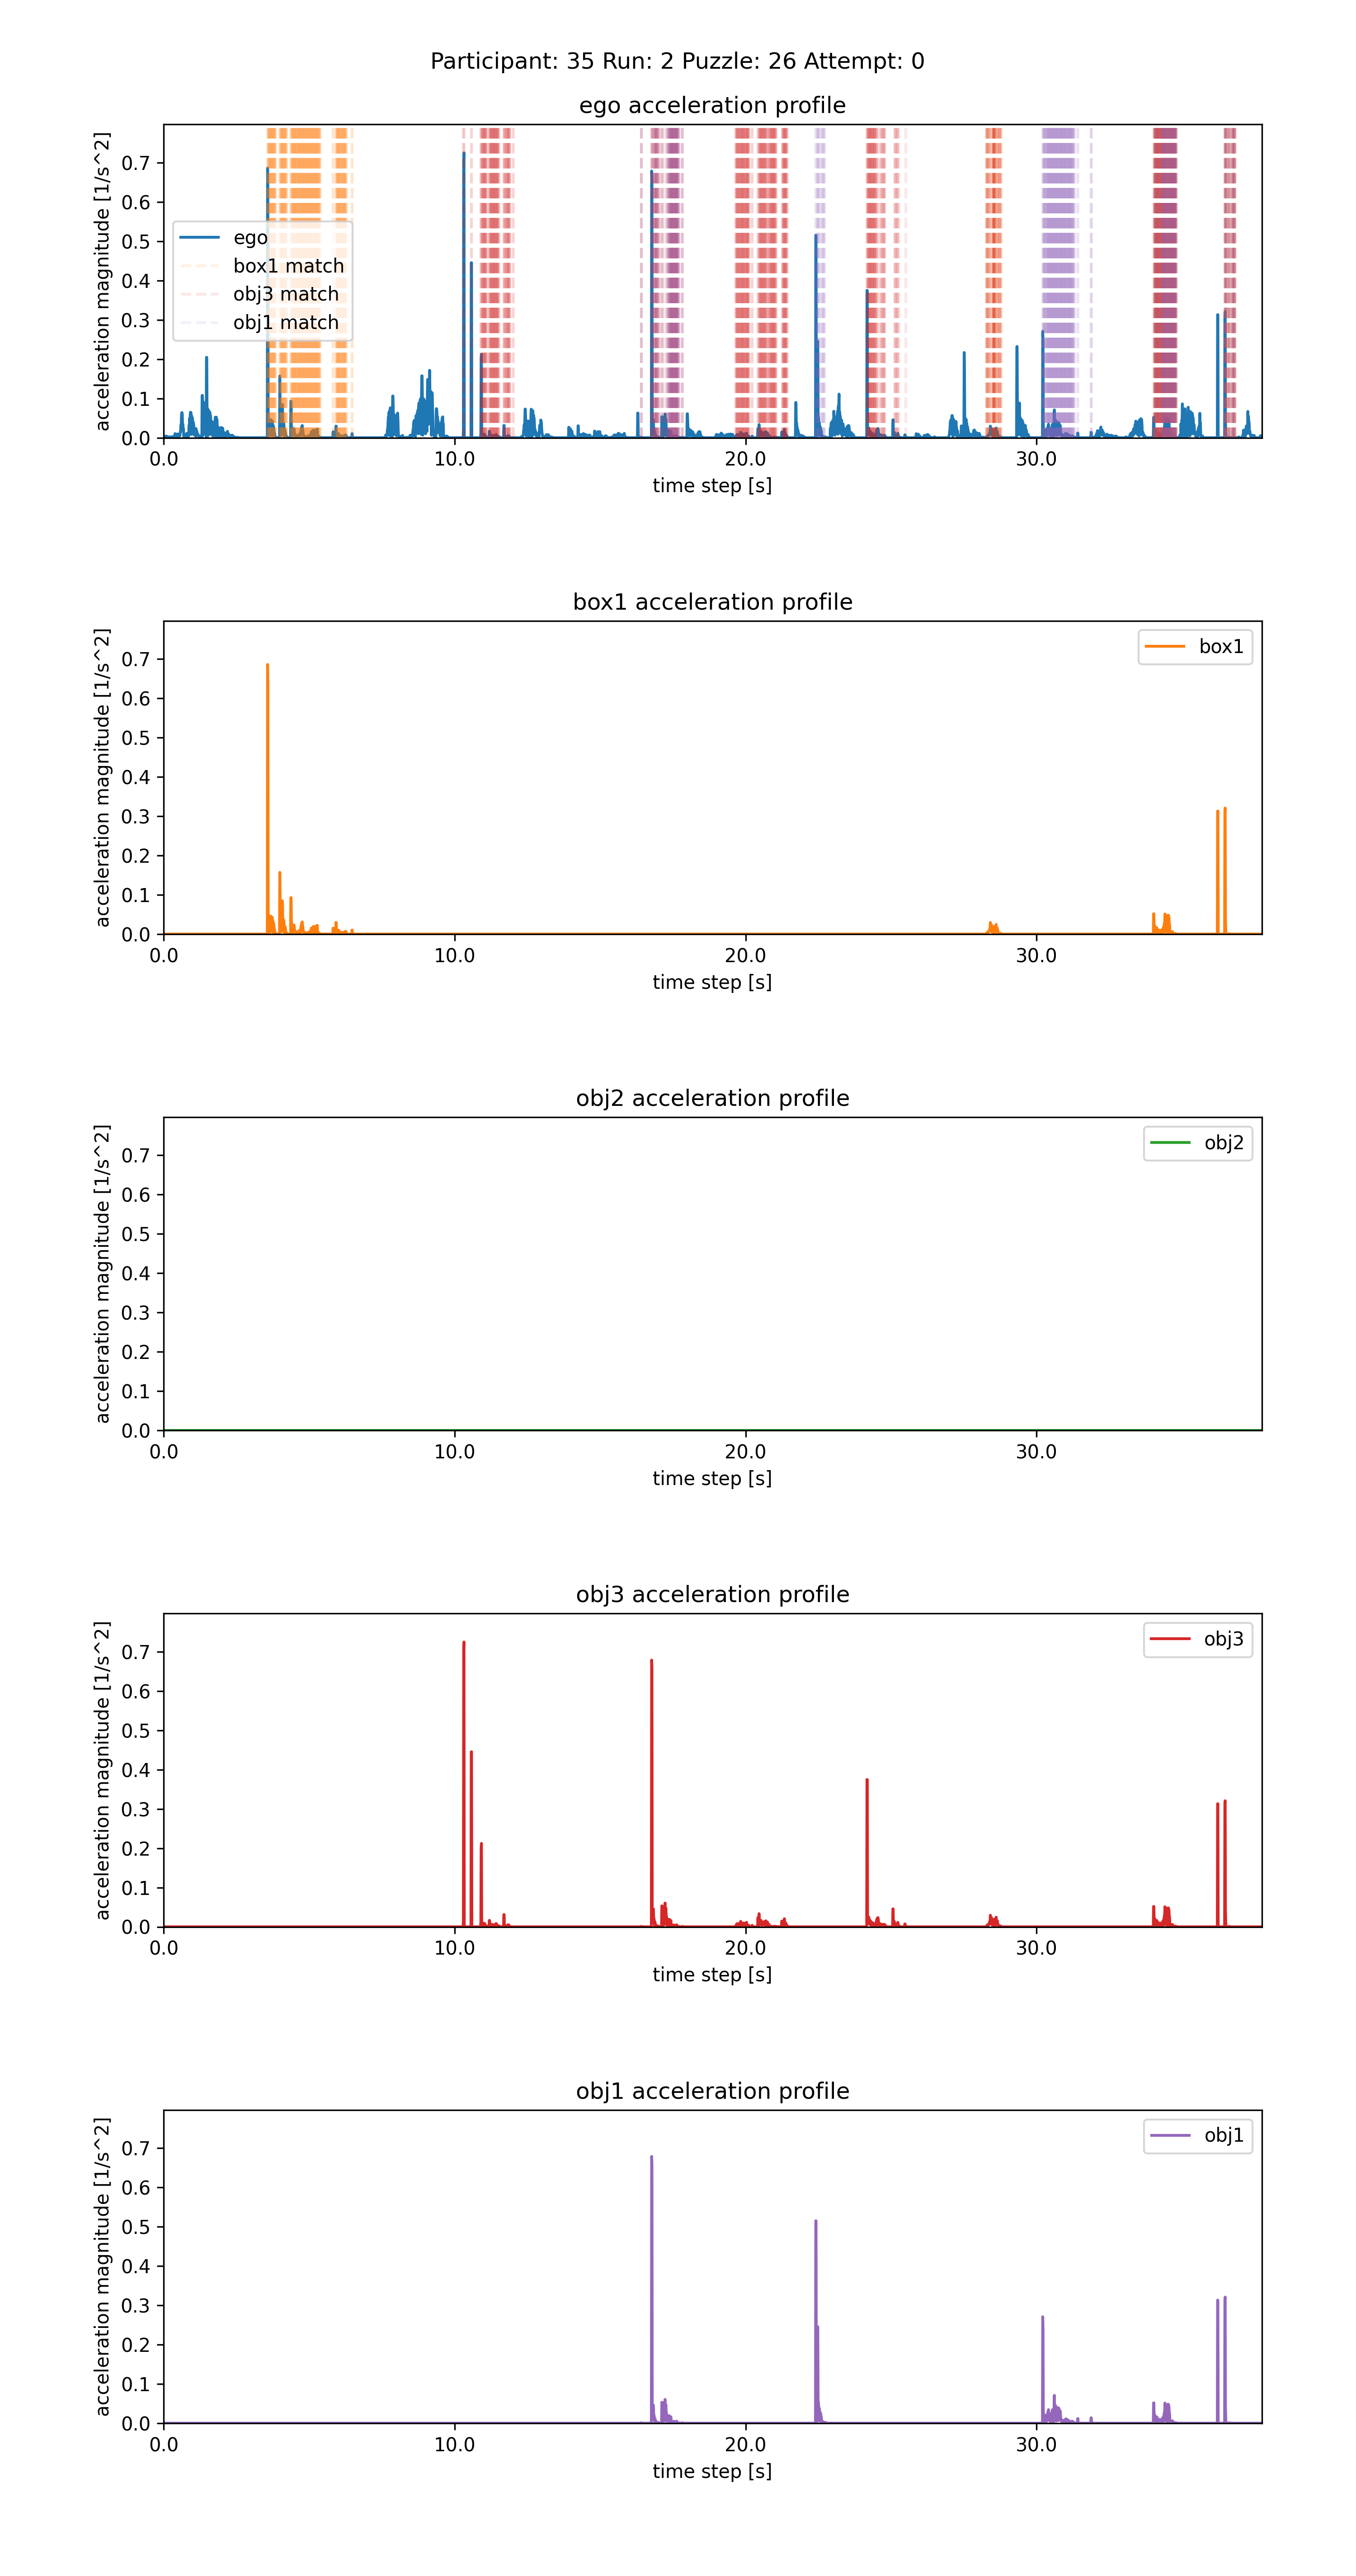 Participant: 35 Run: 2 Puzzle: 26 Attempt: 0
ego acceleration profile
acceleration magnitude [1/s^2]
0.7
0.6
0.5
0.4
0.3
0.2
0.1
0.0
ego
box1 match
obj3 match
obj1 match
0.0 10.0 20.0 30.0
time step [s]
box1 acceleration profile
acceleration magnitude [1/s^2]
0.7
0.6
0.5
0.4
0.3
0.2
0.1
0.0
box1
0.0 10.0 20.0 30.0
time step [s]
obj2 acceleration profile
acceleration magnitude [1/s^2]
0.7
0.6
0.5
0.4
0.3
0.2
0.1
0.0
obj2
0.0 10.0 20.0 30.0
time step [s]
obj3 acceleration profile
acceleration magnitude [1/s^2]
0.7
0.6
0.5
0.4
0.3
0.2
0.1
0.0
obj3
0.0 10.0 20.0 30.0
time step [s]
obj1 acceleration profile
acceleration magnitude [1/s^2]
0.7
0.6
0.5
0.4
0.3
0.2
0.1
0.0
obj1
0.0 10.0 20.0 30.0
time step [s]